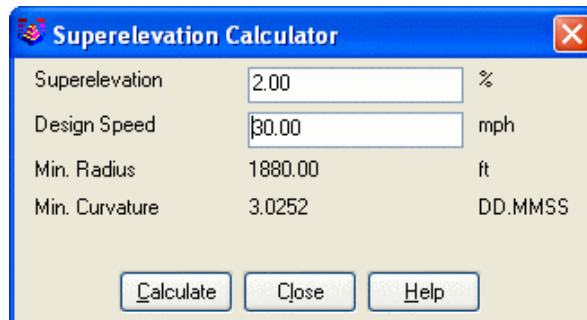 Superelevation Calculator
Superelevation 2.00 %
Design Speed 30.00 mph
Min. Radius 1880.00 ft
Min. Curvature 3.0252 DD.MMSS
Calculate Close Help